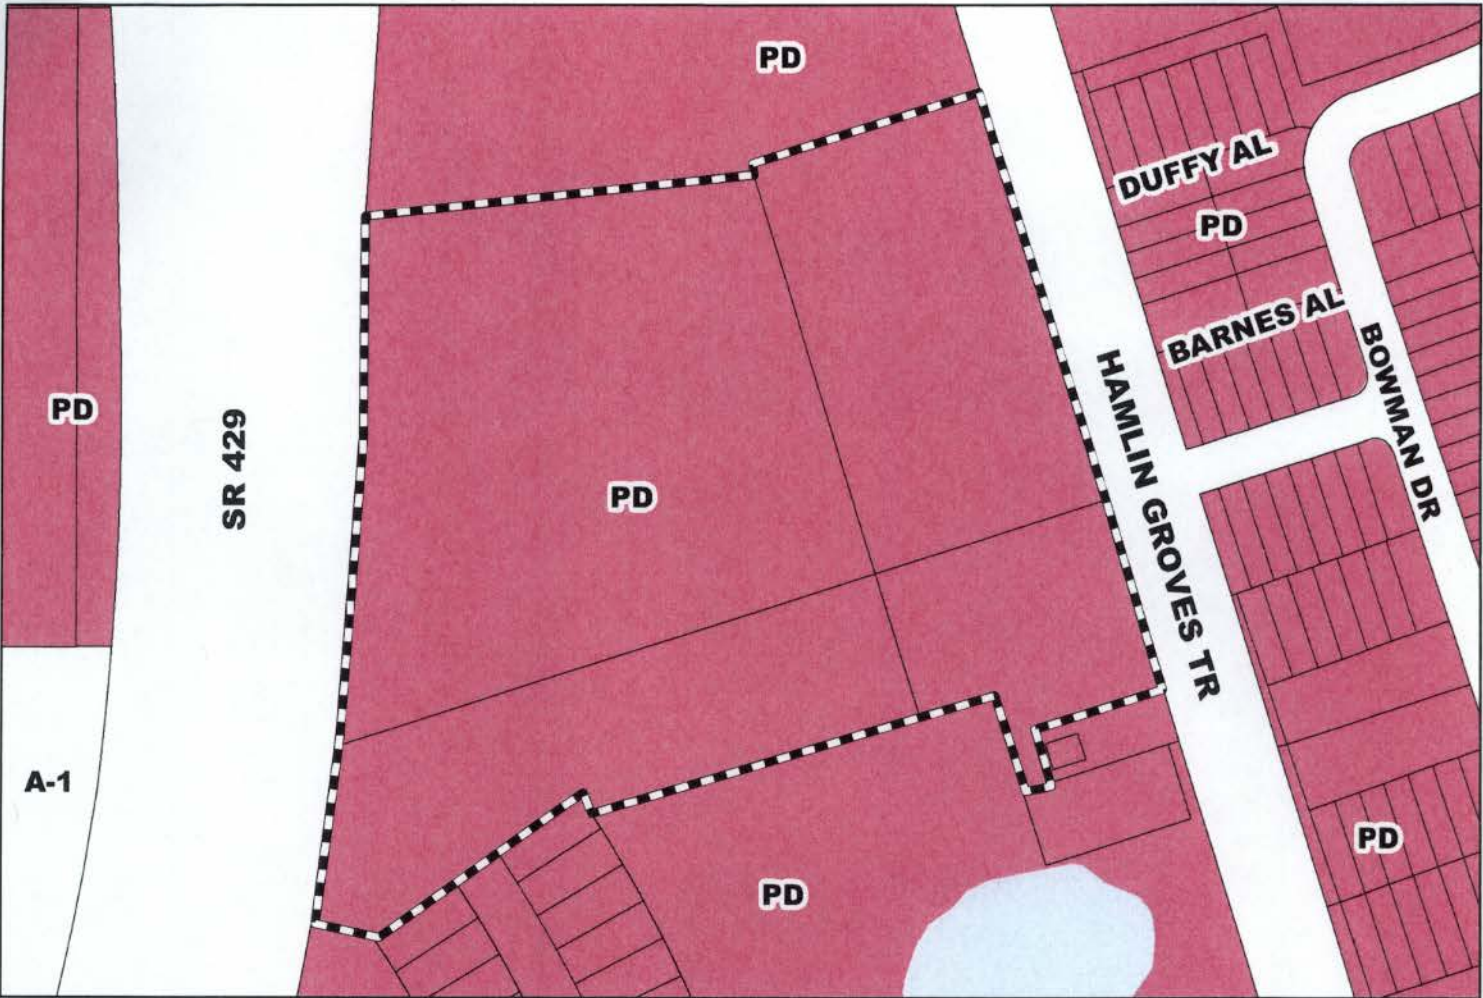 PD
DUFFY AL
PD
BARNES AL
PD
SR 429
HAMLIN GROVES TR
BOWMAN DR
PD
A-1
PD
PD